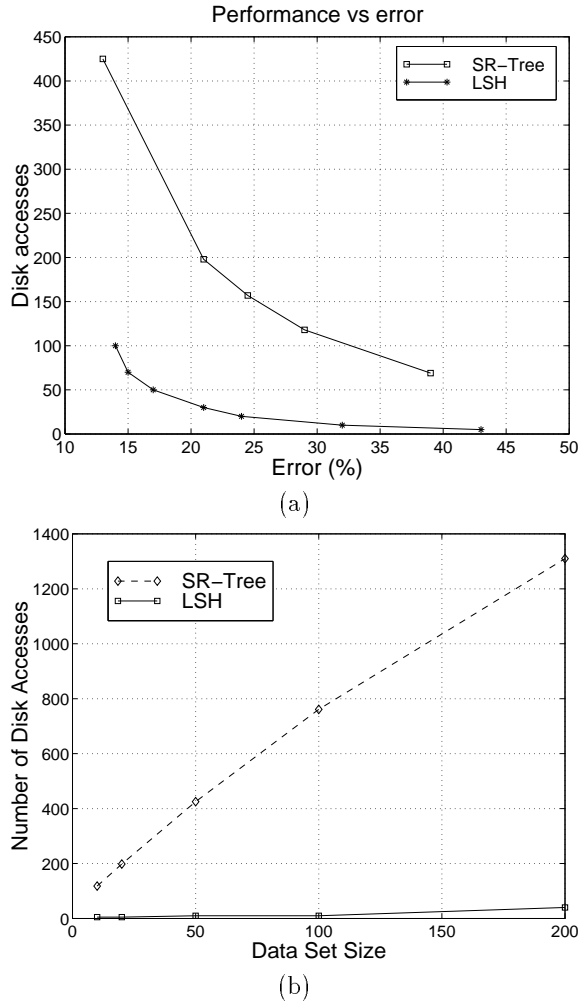 Performance vs error
450
400
350
300
250
200
150
100
50
0
Disk accesses
SR-Tree
LSH
10 15 20 25 30 35 40 45 50
Error (%)
(a)
1400
1200
1000
800
600
400
200
0
Number of Disk Accesses
SR-Tree
LSH
0 50 100 150 200
Data Set Size
(b)